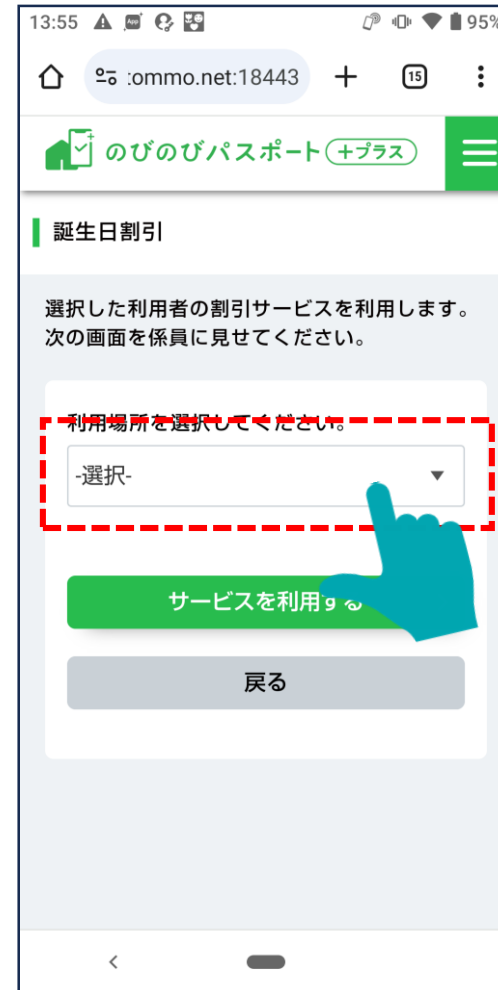 13:55
95%
:ommo.net:18443
15
のびのびパスポート +プラス
誕生日割引
選択した利用者の割引サービスを利用します。
次の画面を係員に見せてください。
利用場所を選択してください。
-選択-
サービスを利用する
戻る